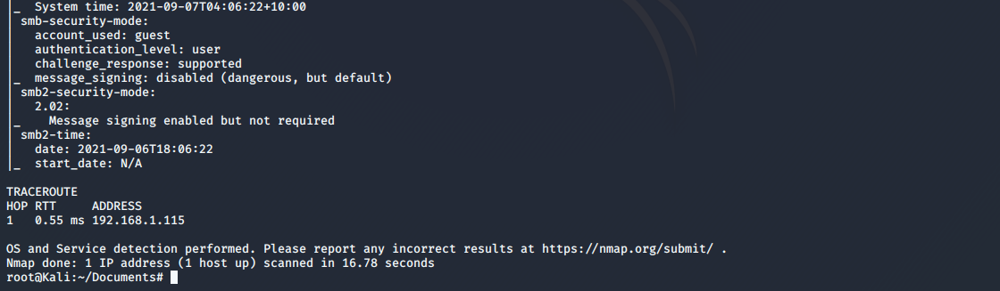 |_  System time: 2021-09-07T04:06:22+10:00
| smb-security-mode:
|   account_used: guest
|   authentication_level: user
|   challenge_response: supported
|_  message_signing: disabled (dangerous, but default)
| smb2-security-mode:
|   2.02:
|_    Message signing enabled but not required
| smb2-time:
|   date: 2021-09-06T18:06:22
|_  start_date: N/A
TRACEROUTE
HOP RTT     ADDRESS
1   0.55 ms 192.168.1.115
OS and Service detection performed. Please report any incorrect results at https://nmap.org/submit/ .
Nmap done: 1 IP address (1 host up) scanned in 16.78 seconds
root@Kali:~/Documents#